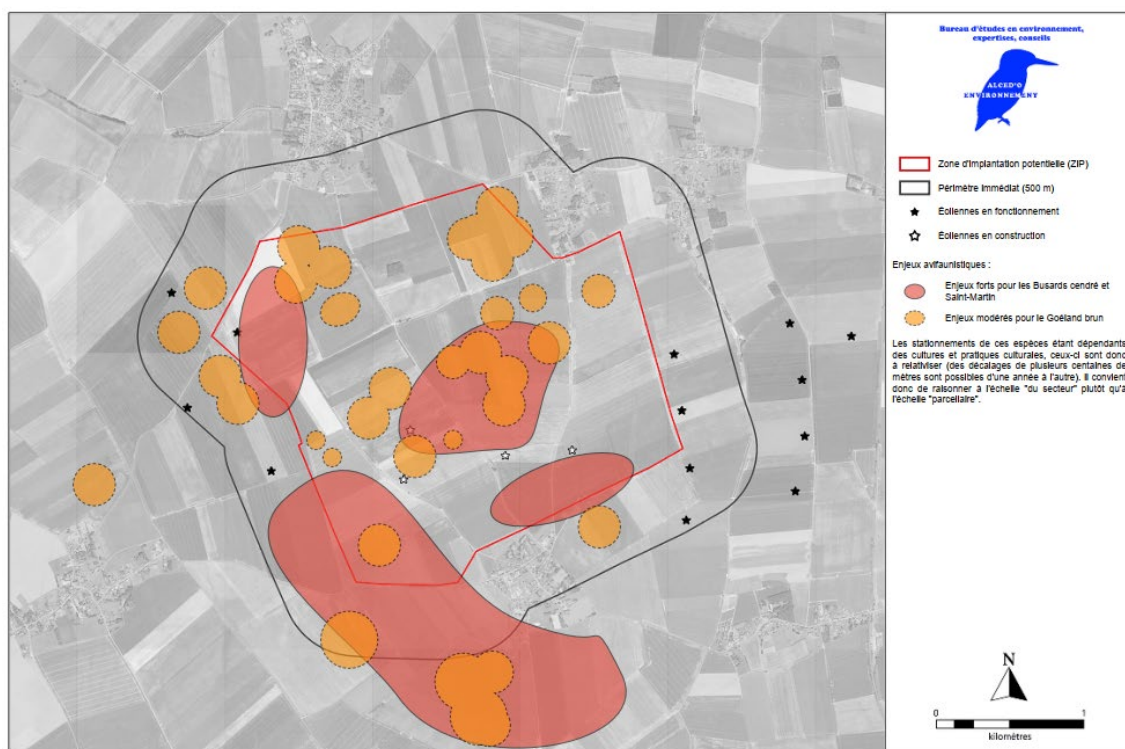 Bureau d'études en environnement,
expertises, conseils
ALCED'O
ENVIRONNEMENT
Zone d'Implantation potentielle (ZIP)
Périmètre Immédiat (500 m)
Éoliennes en fonctionnement
Éoliennes en construction
Enjeux avifaunistiques :
Enjeux forts pour les Busards cendré et
Saint-Martin
Enjeux modérés pour le Goéland brun
Les stationnements de ces espèces étant dépendants
des cultures et pratiques culturales, ceux-ci sont donc
à relativiser (des décalages de plusieurs centaines de
mètres sont possibles d'une année à l'autre). Il convient
donc de raisonner à l'échelle "du secteur" plutôt qu'à
l'échelle "parcellaire".
N
0 1
kilomètres